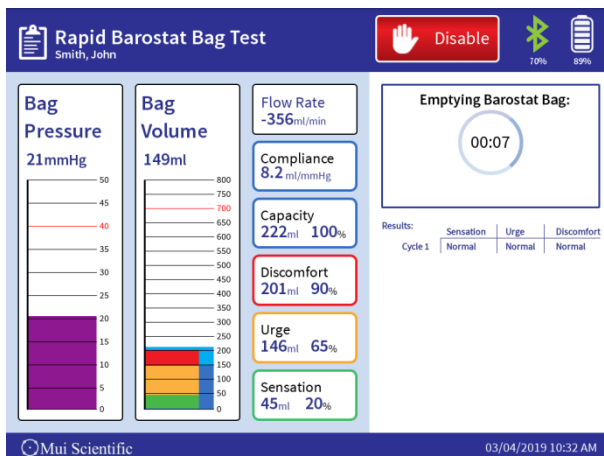 Rapid Barostat Bag Test
Smith, John
Disable
70%
89%
Bag
Pressure
21mmHg
50
45
40
35
30
25
20
15
10
5
0
Bag
Volume
149ml
800
750
700
650
600
550
500
450
400
350
300
250
200
150
100
50
0
Flow Rate
-356ml/min
Compliance
8.2 ml/mmHg
Capacity
222ml 100%
Discomfort
201ml 90%
Urge
146ml 65%
Sensation
45ml 20%
Emptying Barostat Bag:
00:07
Results:
Sensation Urge Discomfort
Cycle 1 Normal Normal Normal
Mui Scientific
03/04/2019 10:32 AM